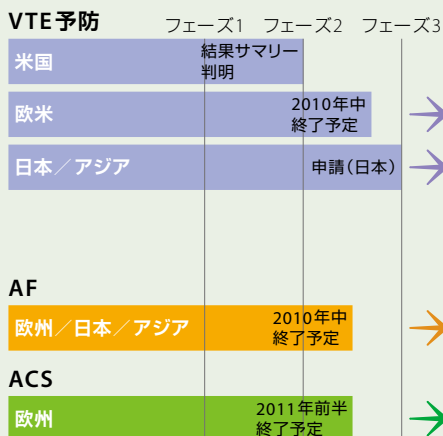 VTE予防 フェーズ1 フェーズ2 フェーズ3
米国 結果サマリー
判明
欧米 2010年中
終了予定
日本／アジア 申請（日本）
AF
欧州／日本／アジア 2010年中
終了予定
ACS
欧州 2011年前半
終了予定